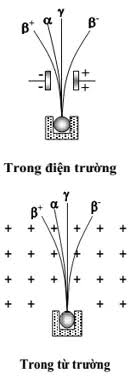 γ
β⁺ α β⁻
- +
- +
Trong điện trường
γ
β⁺ α β⁻
+ + + + + +
+ + + + + +
+ + + + + +
+ + + +
Trong từ trường